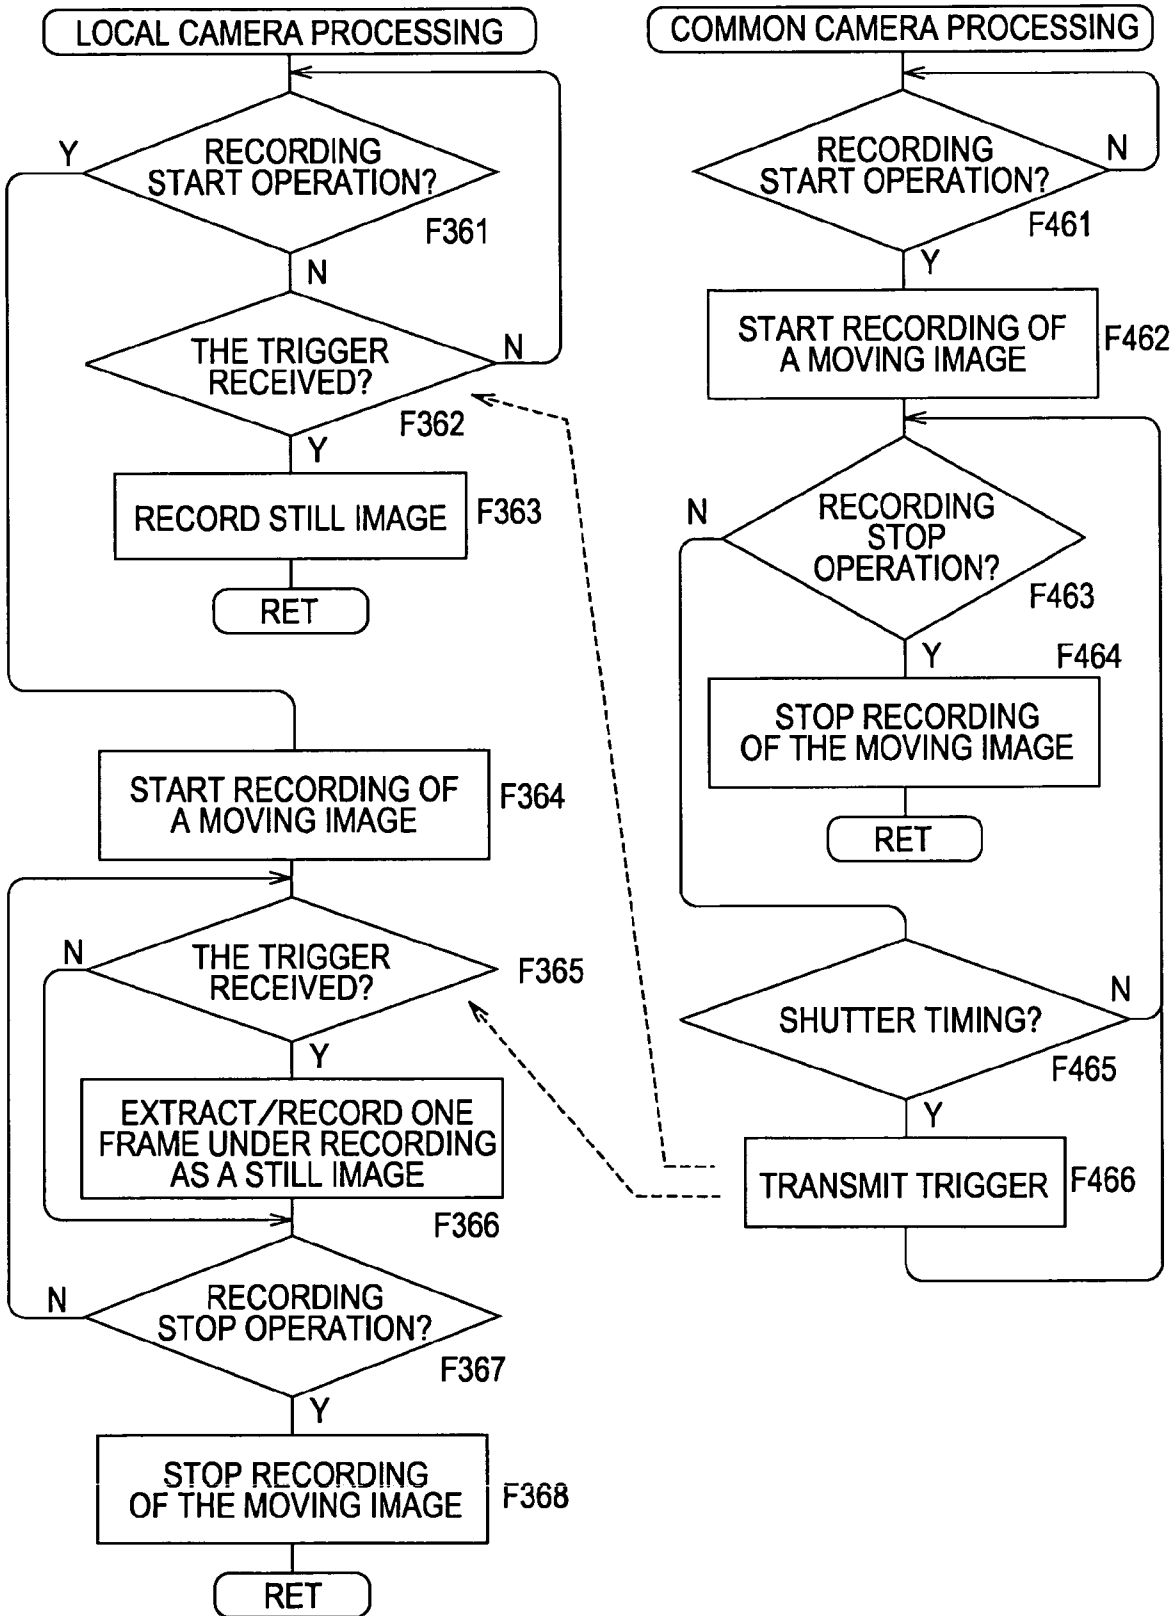 LOCAL CAMERA PROCESSING
Y
RECORDING
START OPERATION?
F361
N
THE TRIGGER
RECEIVED?
N
F362
Y
RECORD STILL IMAGE
F363
RET
START RECORDING OF
A MOVING IMAGE
F364
N
THE TRIGGER
RECEIVED?
F365
Y
EXTRACT/RECORD ONE
FRAME UNDER RECORDING
AS A STILL IMAGE
F366
N
RECORDING
STOP OPERATION?
F367
Y
STOP RECORDING
OF THE MOVING IMAGE
F368
RET
COMMON CAMERA PROCESSING
RECORDING
START OPERATION?
N
F461
Y
START RECORDING OF
A MOVING IMAGE
F462
N
RECORDING
STOP
OPERATION?
F463
Y
F464
STOP RECORDING
OF THE MOVING IMAGE
RET
SHUTTER TIMING?
N
F465
Y
TRANSMIT TRIGGER
F466